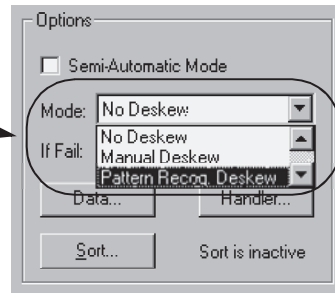 Options
Semi-Automatic Mode
Mode: No Deskew
No Deskew
If Fail: Manual Deskew
Pattern Recog. Deskew
Data... Handler...
Sort... Sort is inactive